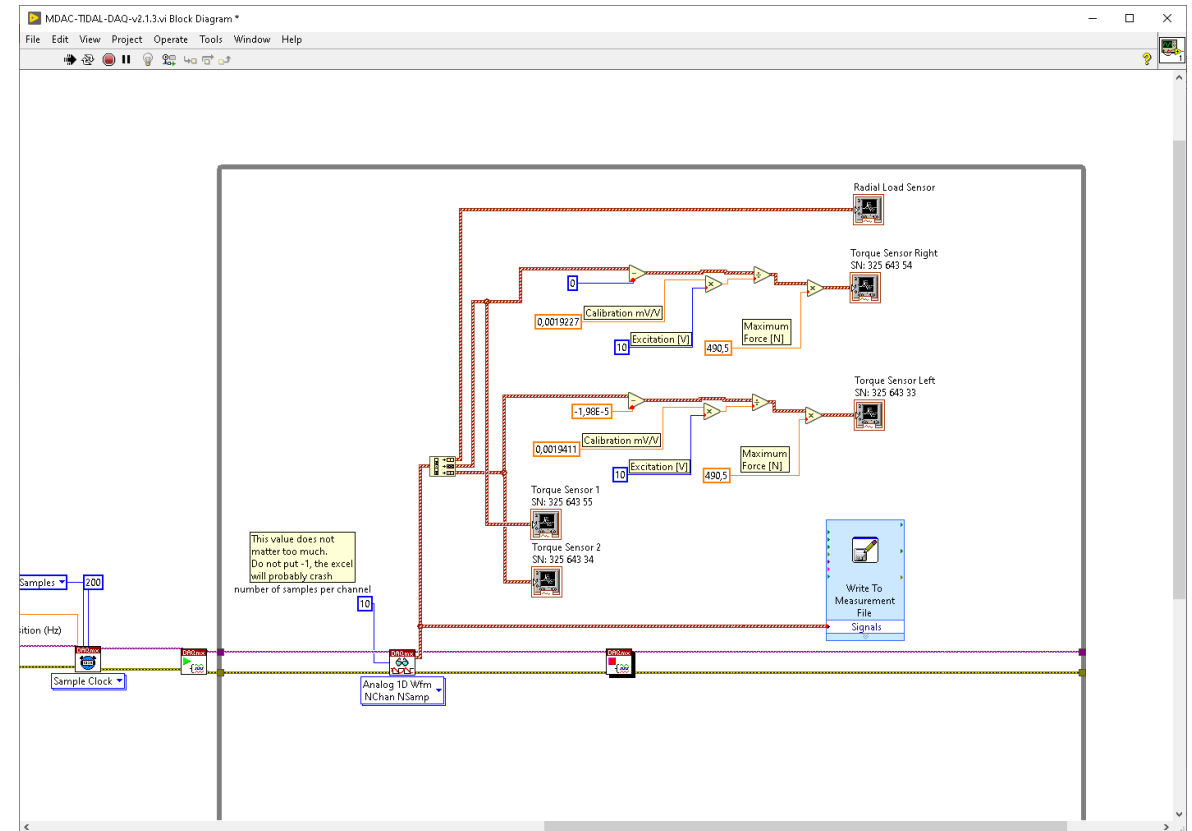 MDAC-TIDAL-DAQ-v2.1.3.vi Block Diagram *
File Edit View Project Operate Tools Window Help
1
Radial Load Sensor
Torque Sensor Right
SN: 325 643 54
0
Calibration mV/V
0,0019227
Excitation [V]
10
Maximum
Force [N]
490,5
Torque Sensor Left
SN: 325 643 33
-1,98E-5
Calibration mV/V
0,0019411
Excitation [V]
10
Maximum
Force [N]
490,5
Torque Sensor 1
SN: 325 643 55
Torque Sensor 2
SN: 325 643 34
This value does not
matter too much.
Do not put -1, the excel
will probably crash
number of samples per channel
10
Samples
200
sition (Hz)
DAQmx
Sample Clock
DAQmx
DAQmx
Analog 1D Wfm
NChan NSamp
DAQmx
Write To
Measurement
File
Signals